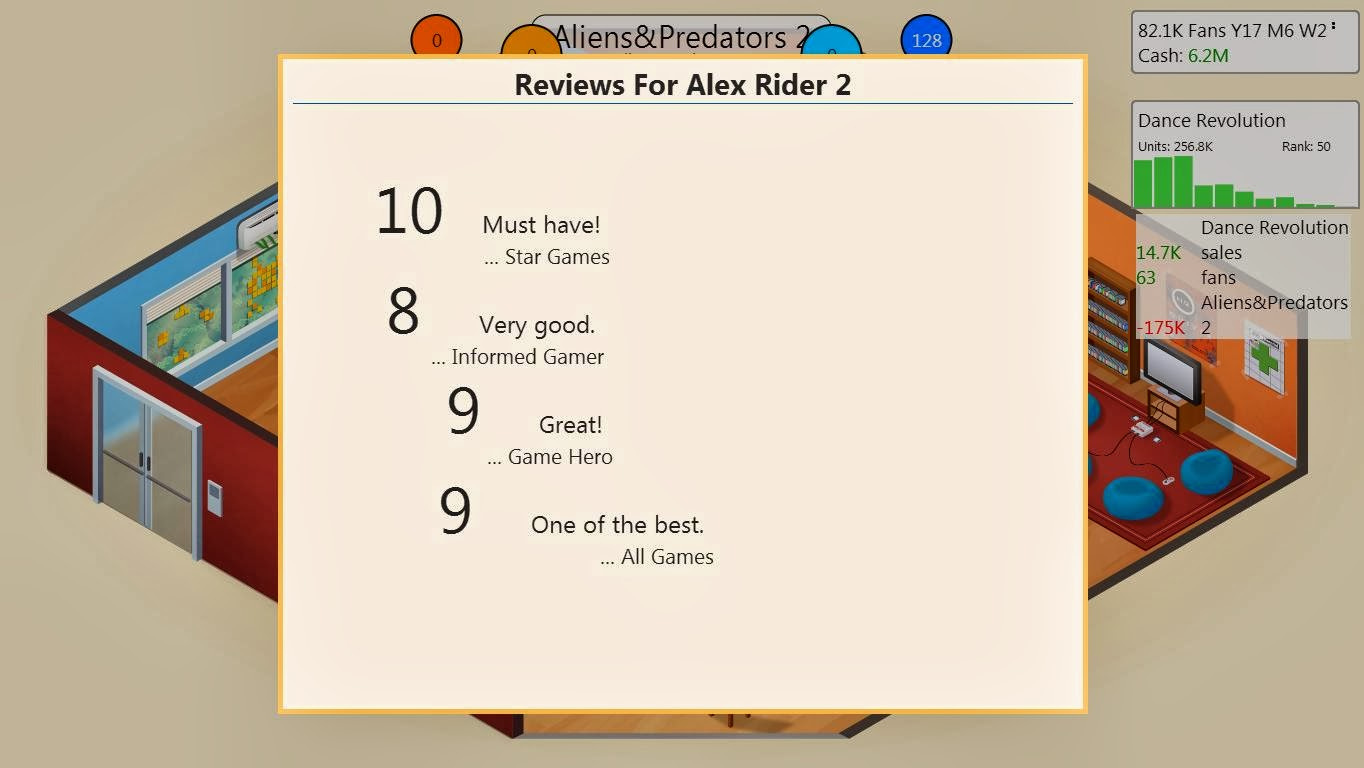 0
0
Aliens&Predators 2
0
128
82.1K Fans Y17 M6 W2
Cash: 6.2M
Reviews For Alex Rider 2
10
Must have!
... Star Games
8
Very good.
... Informed Gamer
9
Great!
... Game Hero
9
One of the best.
... All Games
Dance Revolution
Units: 256.8K Rank: 50
Dance Revolution
14.7K sales
63 fans
Aliens&Predators
-175K 2